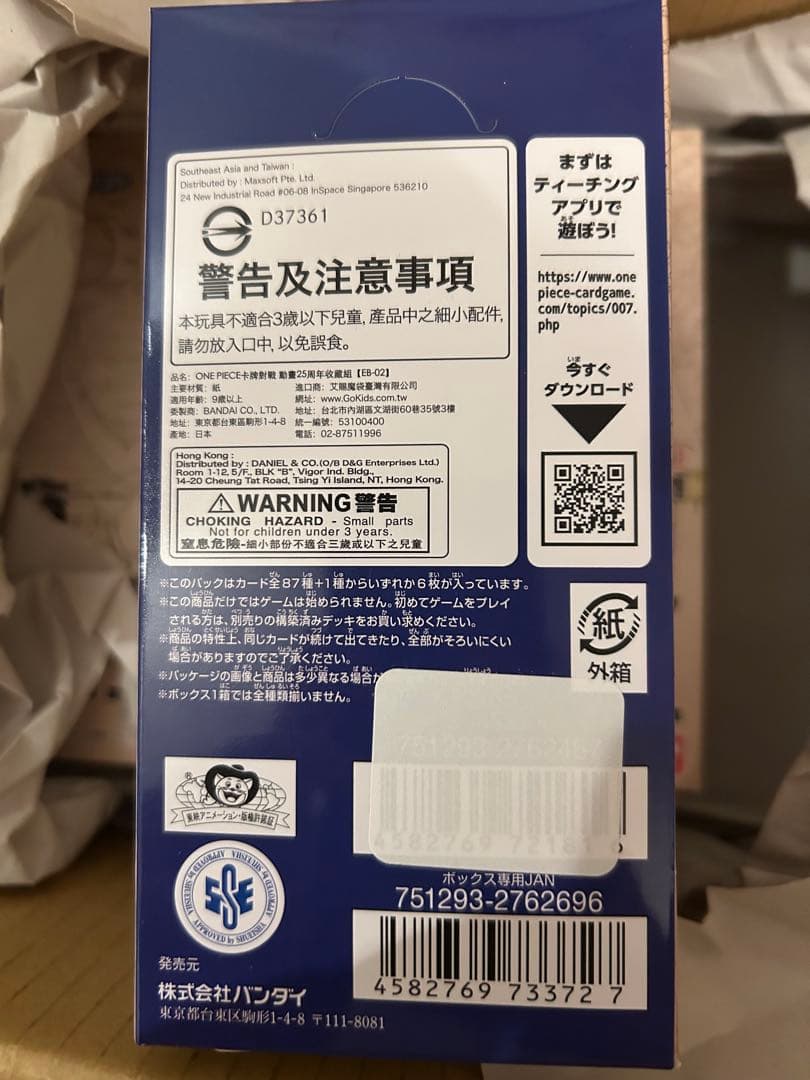 Southeast Asia and Taiwan :
Distributed by : Maxsoft Pte. Ltd.
24 New Industrial Road #06-08 InSpace Singapore 536210
D37361
警告及注意事項
本玩具不適合3歲以下兒童, 產品中之細小配件,
請勿放入口中, 以免誤食。
品名: ONE PIECE卡牌對戰 動畫25周年收藏組【EB-02】
主要材質: 紙 進口商: 艾賜魔袋臺灣有限公司
適用年齡: 9歲以上 網址: www.GoKids.com.tw
委製商: BANDAI CO., LTD. 地址: 台北市內湖區文湖街60巷35號3樓
地址: 東京都台東區駒形1-4-8 統一編號: 53100400
產地: 日本 電話: 02-87511996
Hong Kong :
Distributed by : DANIEL & CO.(O/B D&G Enterprises Ltd.)
Room 1-12, 5/F., BLK "B", Vigor Ind. Bldg.,
14-20 Cheung Tat Road, Tsing Yi Island, NT, Hong Kong.
⚠WARNING 警告
CHOKING HAZARD - Small parts
Not for children under 3 years.
窒息危險-細小部份不適合三歲或以下之兒童
まずは
ティーチング
アプリで
遊ぼう!
https://www.one
piece-cardgame.
com/topics/007.
php
今すぐ
ダウンロード
※このパックはカード全87種+1種からいずれか6枚が入っています。
※この商品だけではゲームは始められません。初めてゲームをプレイ
される方は、別売りの構築済みデッキをお買い求めください。
※商品の特性上、同じカードが続けて出てきたり、全部がそろいにくい
場合がありますのでご了承ください。
※パッケージの画像と商品は多少異なる場合が
※ボックス1箱では全種類揃いません。
紙
外箱
東映アニメーション・版権許諾証
SSE
APPROVED by SHUEISHA
ボックス専用JAN
751293-2762696
4582769 733727
発売元
株式会社バンダイ
東京都台東区駒形1-4-8 〒111-8081